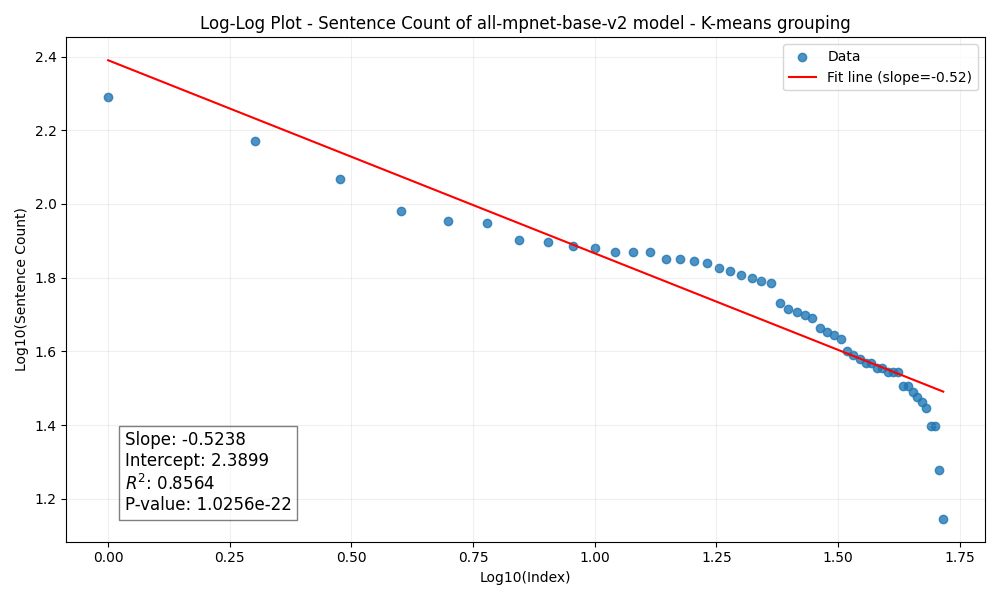 Log-Log Plot - Sentence Count of all-mpnet-base-v2 model - K-means grouping
Data
Fit line (slope=-0.52)
Log10(Sentence Count)
2.4
2.2
2.0
1.8
1.6
1.4
1.2
Slope: -0.5238
Intercept: 2.3899
R²: 0.8564
P-value: 1.0256e-22
0.00
0.25
0.50
0.75
1.00
1.25
1.50
1.75
Log10(Index)